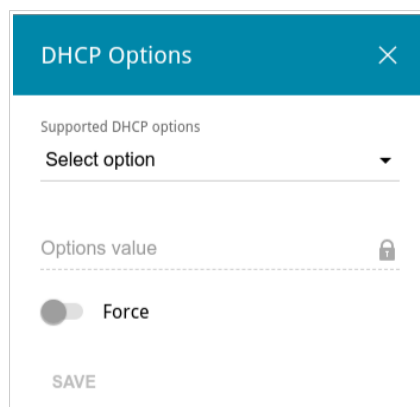 DHCP Options
Supported DHCP options
Select option
Options value
Force
SAVE